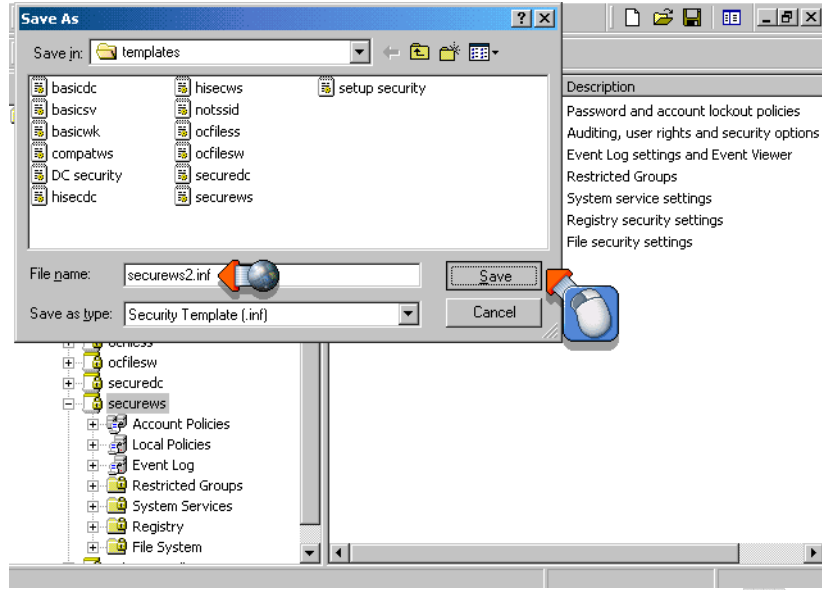 Save As
Save in: templates
basicdc
basicsv
basicwk
compatws
DC security
hisecdc
hisecws
notssid
ocfiless
ocfilesw
securedc
securews
setup security
File name: securews2.inf Save
Save as type: Security Template (.inf) Cancel
Description
Password and account lockout policies
Auditing, user rights and security options
Event Log settings and Event Viewer
Restricted Groups
System service settings
Registry security settings
File security settings
ocfilesw
securedc
securews
Account Policies
Local Policies
Event Log
Restricted Groups
System Services
Registry
File System